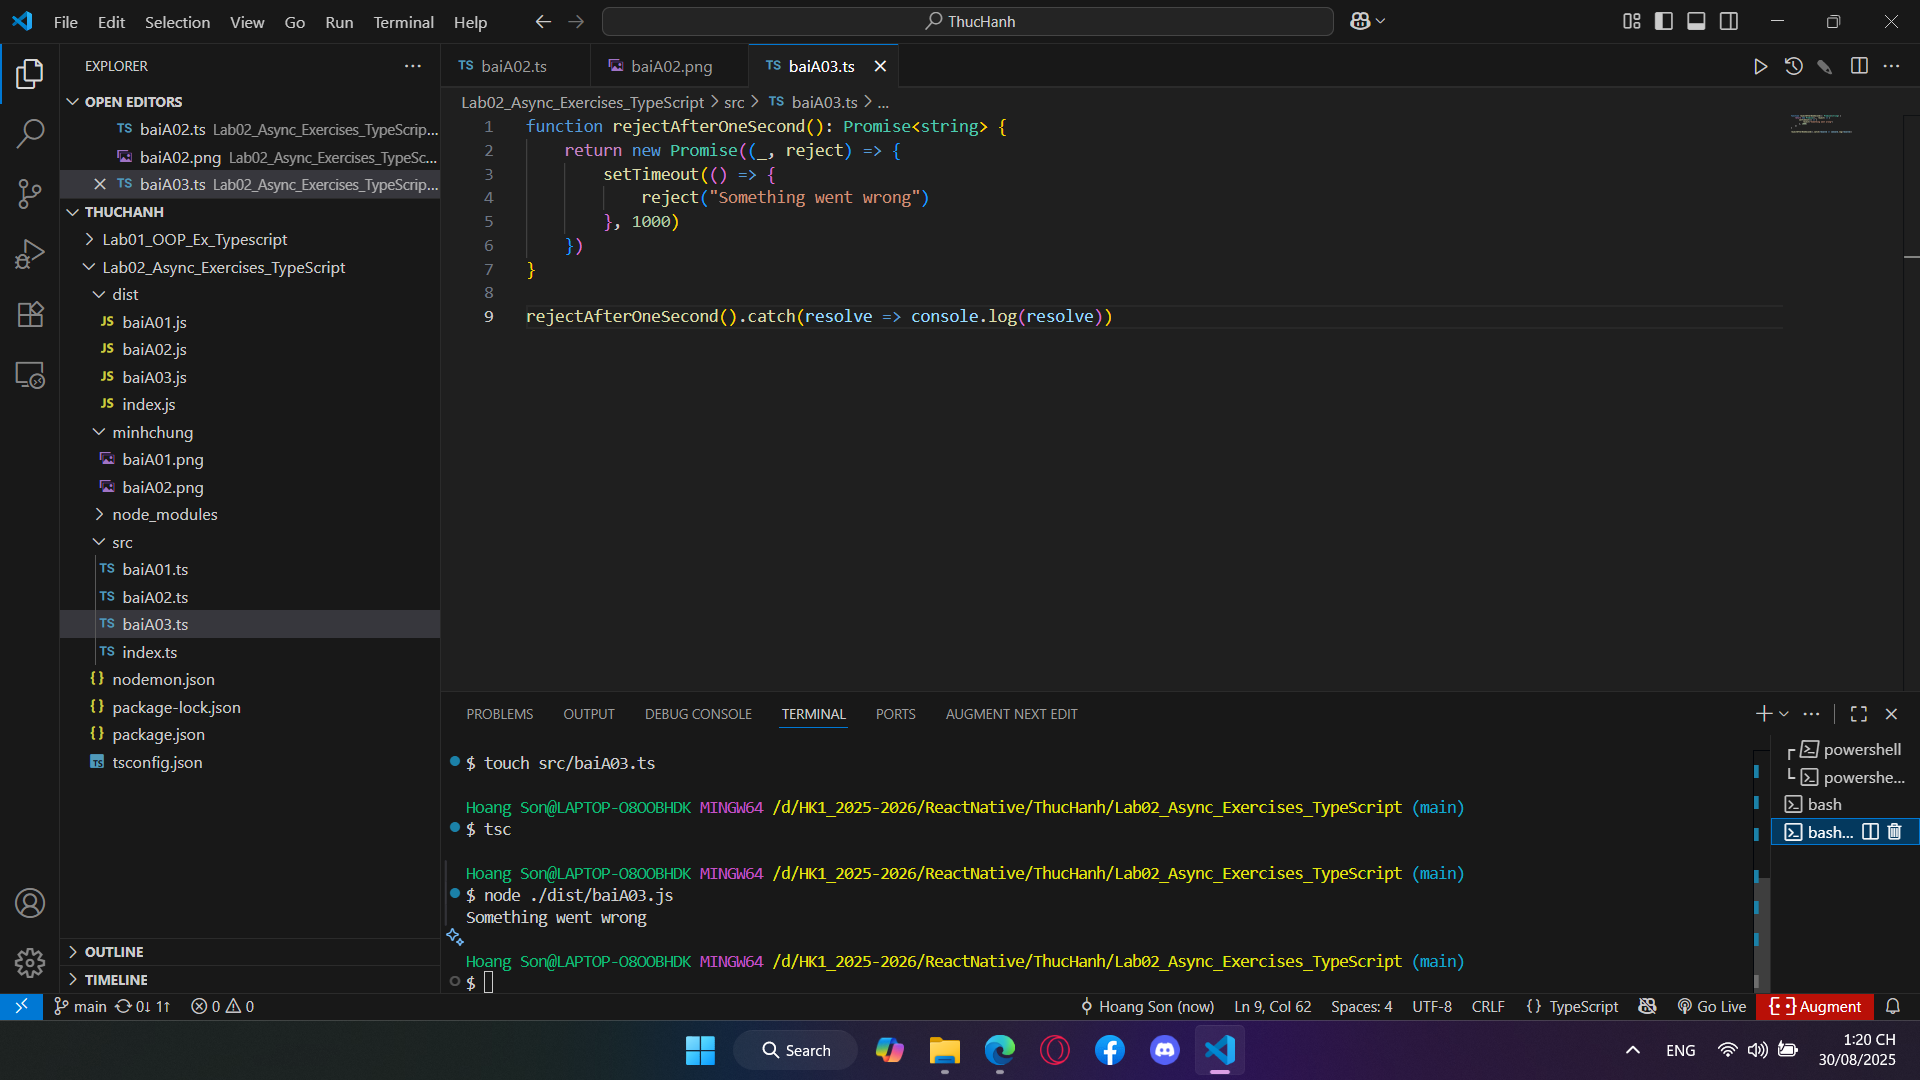 File Edit Selection View Go Run Terminal Help
ThucHanh
EXPLORER
OPEN EDITORS
TS baiA02.ts Lab02_Async_Exercises_TypeScrip...
baiA02.png Lab02_Async_Exercises_TypeSc...
TS baiA03.ts Lab02_Async_Exercises_TypeScrip...
THUCHANH
Lab01_OOP_Ex_Typescript
Lab02_Async_Exercises_TypeScript
dist
JS baiA01.js
JS baiA02.js
JS baiA03.js
JS index.js
minhchung
baiA01.png
baiA02.png
node_modules
src
TS baiA01.ts
TS baiA02.ts
TS baiA03.ts
TS index.ts
{} nodemon.json
{} package-lock.json
{} package.json
TS tsconfig.json
OUTLINE
TIMELINE
TS baiA02.ts
baiA02.png
TS baiA03.ts
Lab02_Async_Exercises_TypeScript > src > TS baiA03.ts > ...
1 function rejectAfterOneSecond(): Promise<string> {
2 return new Promise((_, reject) => {
3 setTimeout(() => {
4 reject("Something went wrong")
5 }, 1000)
6 })
7 }
8
9 rejectAfterOneSecond().catch(resolve => console.log(resolve))
PROBLEMS OUTPUT DEBUG CONSOLE TERMINAL PORTS AUGMENT NEXT EDIT
$ touch src/baiA03.ts
Hoang Son@LAPTOP-O8OOBHDK MINGW64 /d/HK1_2025-2026/ReactNative/ThucHanh/Lab02_Async_Exercises_TypeScript (main)
$ tsc
Hoang Son@LAPTOP-O8OOBHDK MINGW64 /d/HK1_2025-2026/ReactNative/ThucHanh/Lab02_Async_Exercises_TypeScript (main)
$ node ./dist/baiA03.js
Something went wrong
Hoang Son@LAPTOP-O8OOBHDK MINGW64 /d/HK1_2025-2026/ReactNative/ThucHanh/Lab02_Async_Exercises_TypeScript (main)
$
powershell
powershe...
bash
bash...
main 0↓ 1↑ 0 0
Hoang Son (now) Ln 9, Col 62 Spaces: 4 UTF-8 CRLF {} TypeScript Go Live Augment
Search
ENG
1:20 CH
30/08/2025